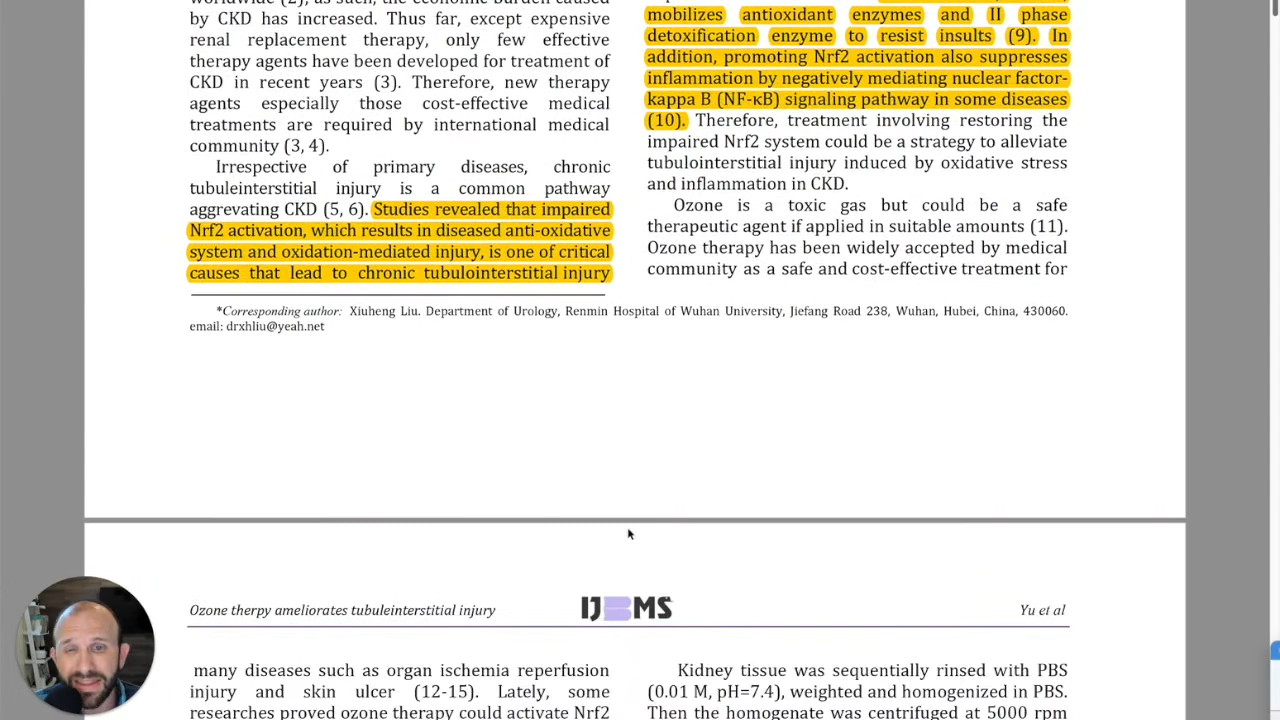 worldwide (2), as such, the economic burden caused
by CKD has increased. Thus far, except expensive
renal replacement therapy, only few effective
therapy agents have been developed for treatment of
CKD in recent years (3). Therefore, new therapy
agents especially those cost-effective medical
treatments are required by international medical
community (3, 4).
Irrespective of primary diseases, chronic
tubuleinterstitial injury is a common pathway
aggrevating CKD (5, 6). Studies revealed that impaired
Nrf2 activation, which results in diseased anti-oxidative
system and oxidation-mediated injury, is one of critical
causes that lead to chronic tubulointerstitial injury
mobilizes antioxidant enzymes and II phase
detoxification enzyme to resist insults (9). In
addition, promoting Nrf2 activation also suppresses
inflammation by negatively mediating nuclear factor-
kappa B (NF-κB) signaling pathway in some diseases
(10). Therefore, treatment involving restoring the
impaired Nrf2 system could be a strategy to alleviate
tubulointerstitial injury induced by oxidative stress
and inflammation in CKD.
Ozone is a toxic gas but could be a safe
therapeutic agent if applied in suitable amounts (11).
Ozone therapy has been widely accepted by medical
community as a safe and cost-effective treatment for
*Corresponding author: Xiuheng Liu. Department of Urology, Renmin Hospital of Wuhan University, Jiefang Road 238, Wuhan, Hubei, China, 430060.
email: drxhliu@yeah.net
Ozone therpy ameliorates tubuleinterstitial injury
IJBMS
Yu et al
many diseases such as organ ischemia reperfusion
injury and skin ulcer (12-15). Lately, some
researches proved ozone therapy could activate Nrf2
Kidney tissue was sequentially rinsed with PBS
(0.01 M, pH=7.4), weighted and homogenized in PBS.
Then the homogenate was centrifuged at 5000 rpm